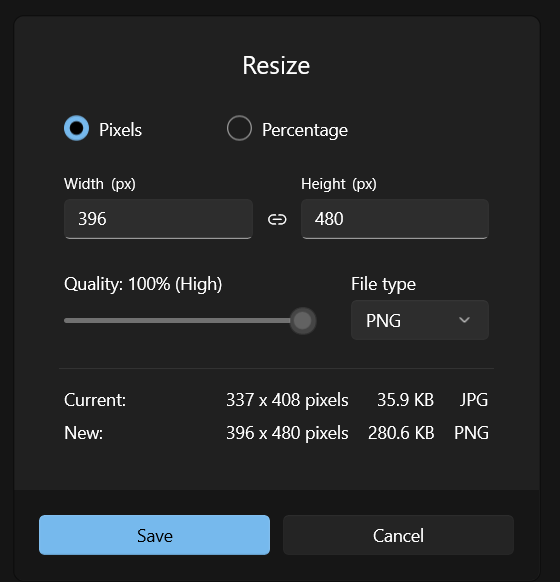 Resize
Pixels Percentage
Width (px) Height (px)
396 480
Quality: 100% (High) File type
PNG
Current: 337 x 408 pixels 35.9 KB JPG
New: 396 x 480 pixels 280.6 KB PNG
Save Cancel